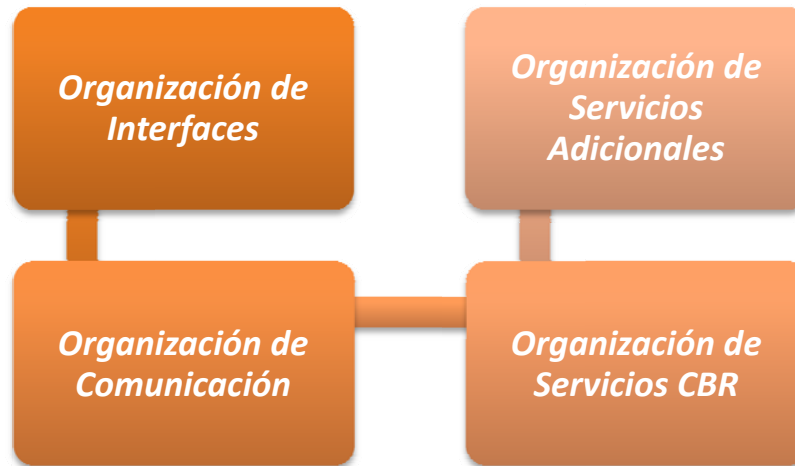 Organización de
Interfaces
Organización de
Servicios
Adicionales
Organización de
Comunicación
Organización de
Servicios CBR